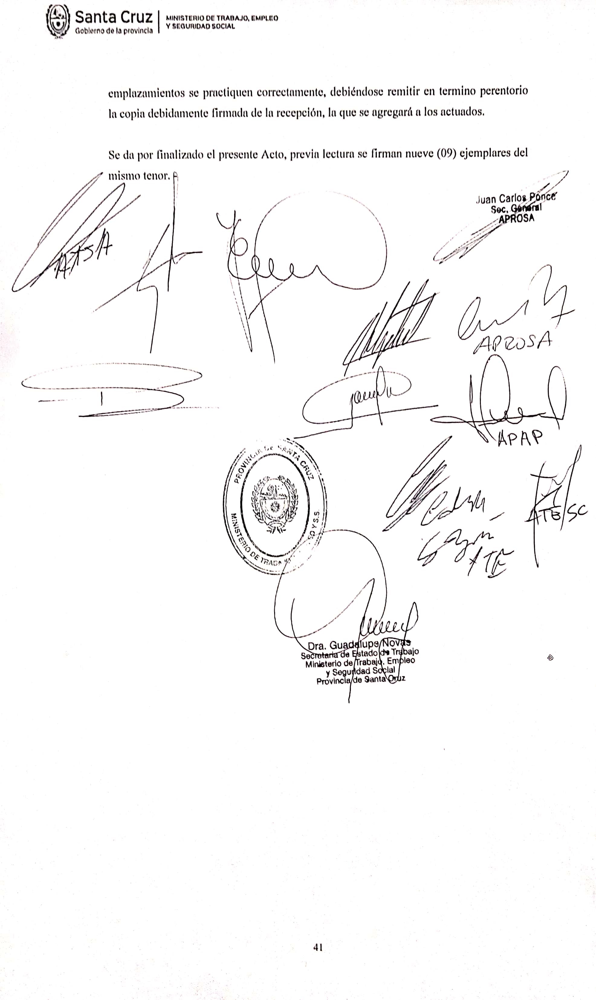 Santa Cruz
Gobierno de la provincia
MINISTERIO DE TRABAJO, EMPLEO
Y SEGURIDAD SOCIAL
emplazamientos se practiquen correctamente, debiéndose remitir en termino perentorio
la copia debidamente firmada de la recepción, la que se agregará a los actuados.
Se da por finalizado el presente Acto, previa lectura se firman nueve (09) ejemplares del
mismo tenor.
Juan Carlos Ponce
Sec. General
APROSA
ATSA
APROSA
APAP
PROVINCIA DE SANTA CRUZ
MINISTERIO DE TRABA
SO Y S.S.
ATE/SC
ATE
Dra. Guadalupe Novas
Secretaria de Estado de Trabajo
Ministerio de Trabajo, Empleo
y Seguridad Social
Provincia de Santa Cruz
41